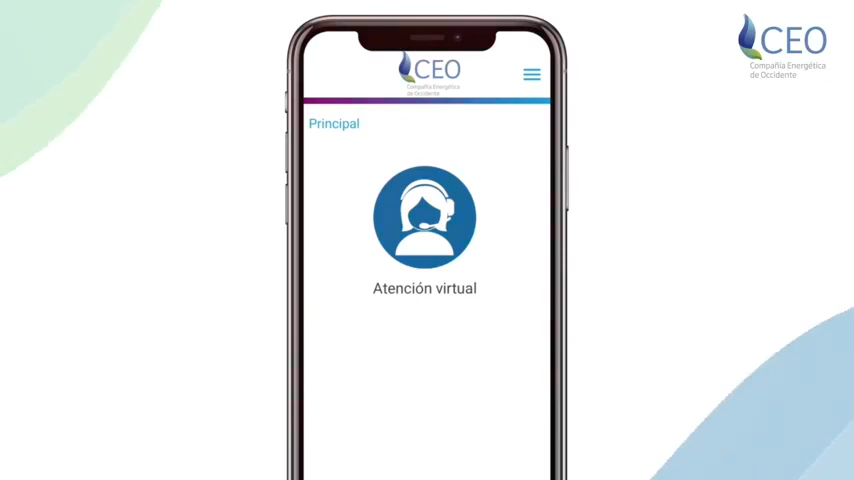 CEO
Compañía Energética
de Occidente
Principal
Atención virtual
CEO
Compañía Energética
de Occidente